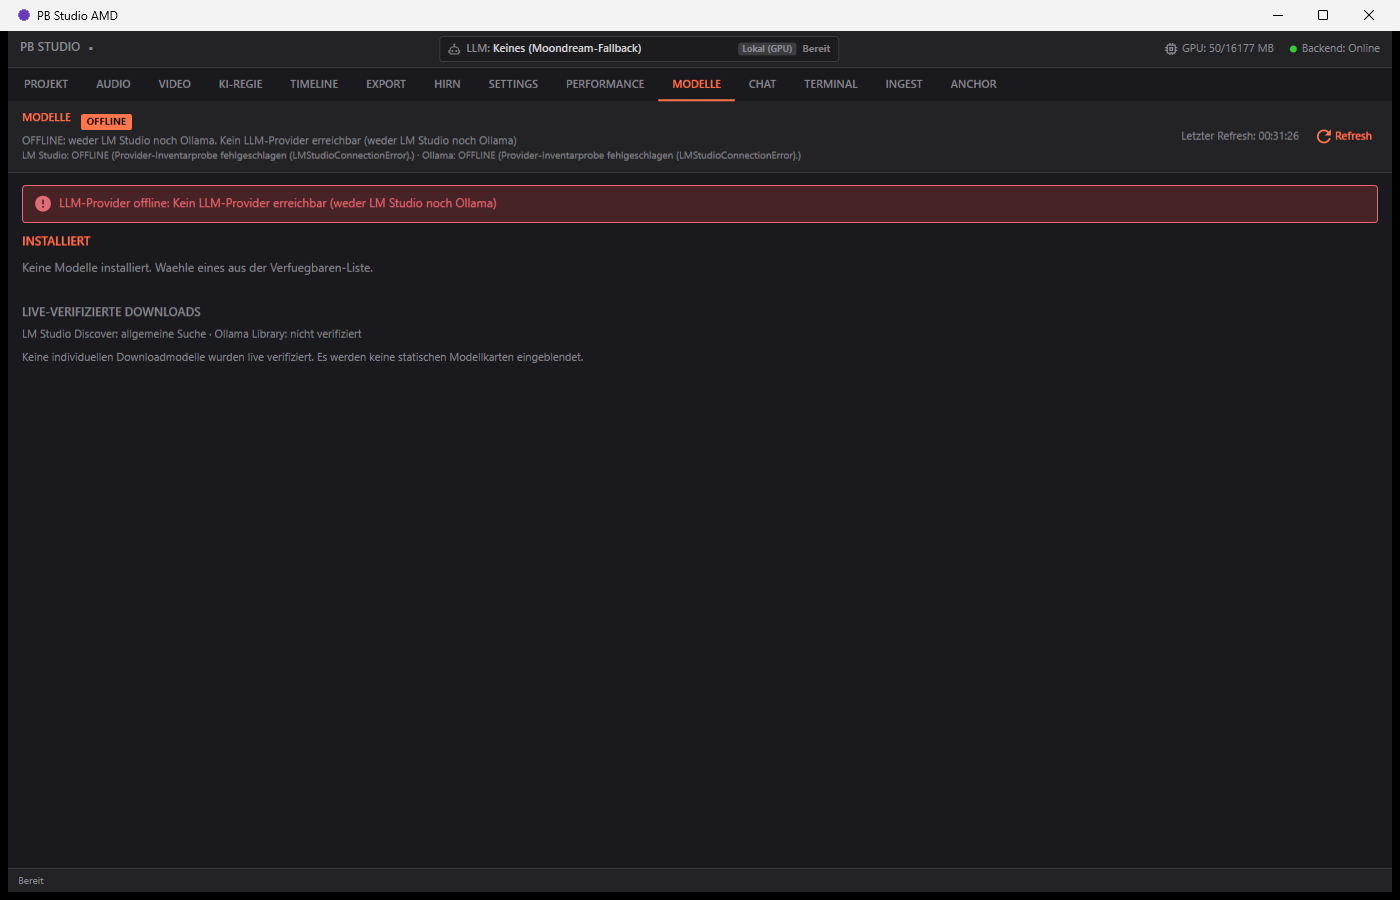 PB Studio AMD
PB STUDIO •
LLM: Keines (Moondream-Fallback) Lokal (GPU) Bereit
GPU: 50/16177 MB
Backend: Online
PROJEKT AUDIO VIDEO KI-REGIE TIMELINE EXPORT HIRN SETTINGS PERFORMANCE MODELLE CHAT TERMINAL INGEST ANCHOR
MODELLE OFFLINE
OFFLINE: weder LM Studio noch Ollama. Kein LLM-Provider erreichbar (weder LM Studio noch Ollama)
LM Studio: OFFLINE (Provider-Inventarprobe fehlgeschlagen (LMStudioConnectionError).) · Ollama: OFFLINE (Provider-Inventarprobe fehlgeschlagen (LMStudioConnectionError).)
Letzter Refresh: 00:31:26 Refresh
LLM-Provider offline: Kein LLM-Provider erreichbar (weder LM Studio noch Ollama)
INSTALLIERT
Keine Modelle installiert. Waehle eines aus der Verfuegbaren-Liste.
LIVE-VERIFIZIERTE DOWNLOADS
LM Studio Discover: allgemeine Suche · Ollama Library: nicht verifiziert
Keine individuellen Downloadmodelle wurden live verifiziert. Es werden keine statischen Modellkarten eingeblendet.
Bereit